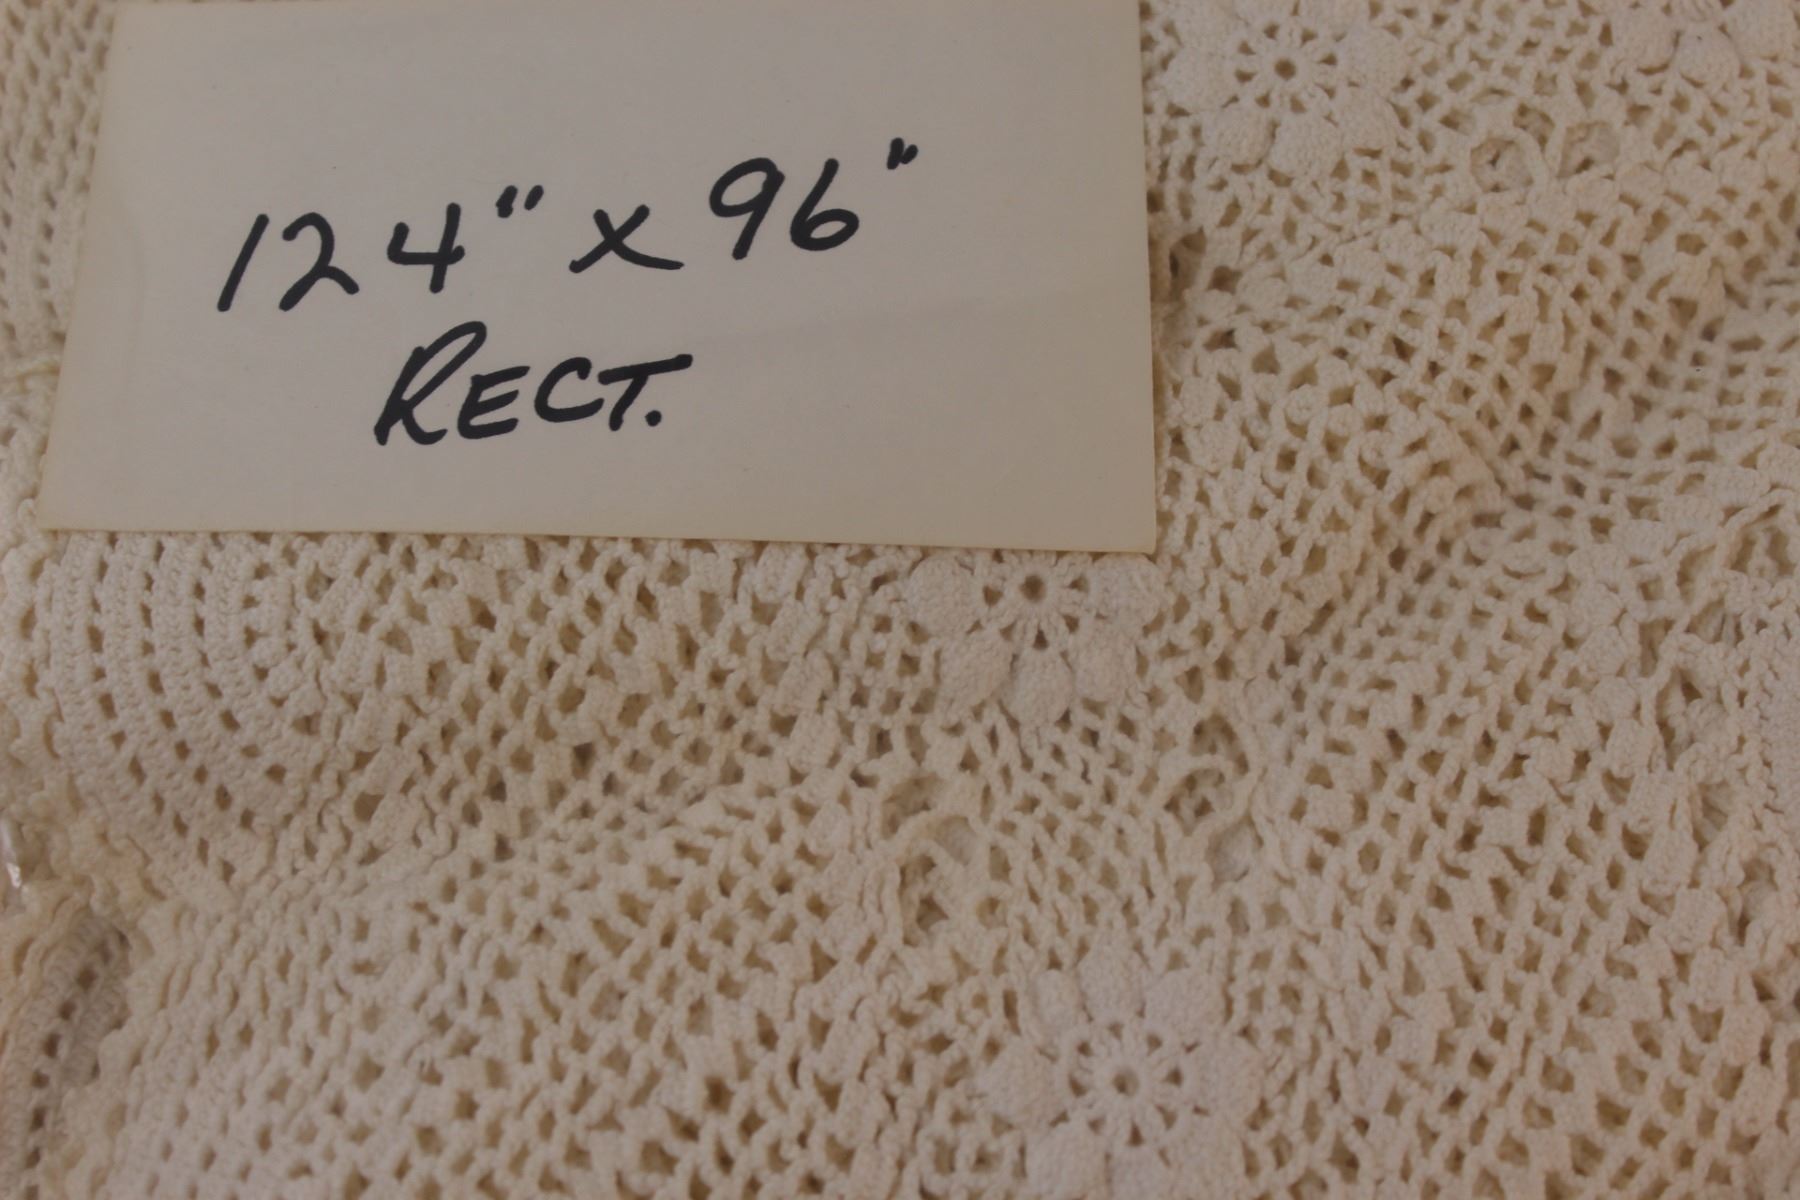 124" x 96"
RECT.